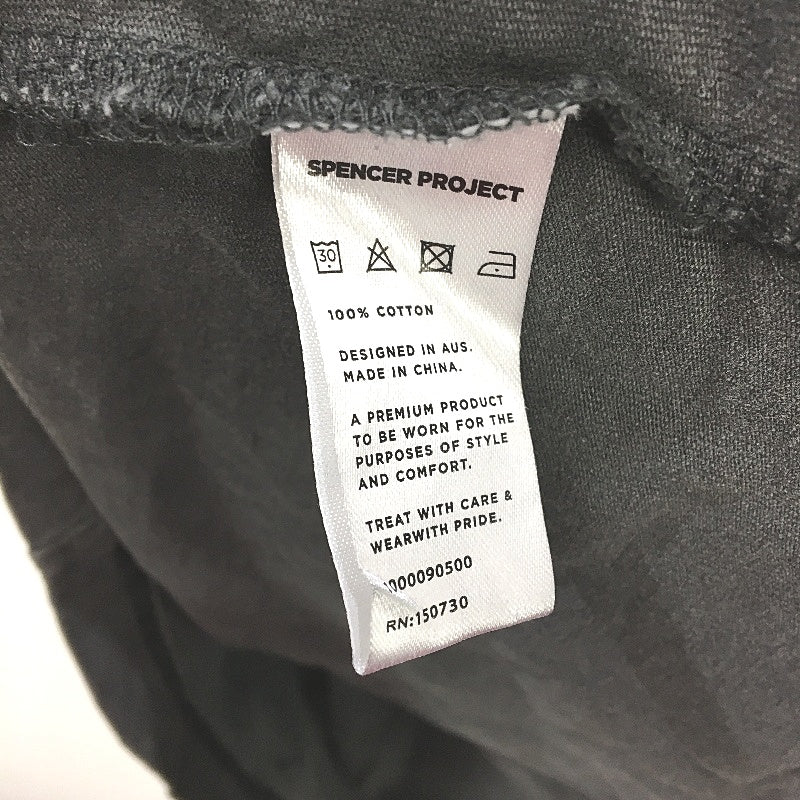 SPENCER PROJECT
30
100% COTTON
DESIGNED IN AUS.
MADE IN CHINA.
A PREMIUM PRODUCT
TO BE WORN FOR THE
PURPOSES OF STYLE
AND COMFORT.
TREAT WITH CARE &
WEARWITH PRIDE.
000090500
RN:150730